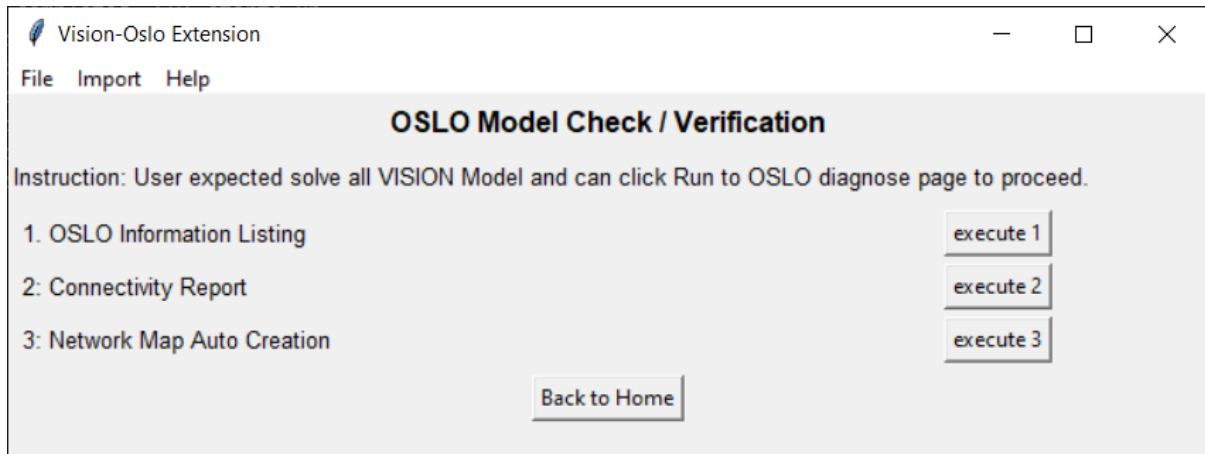 Vision-Oslo Extension
File Import Help
OSLO Model Check / Verification
Instruction: User expected solve all VISION Model and can click Run to OSLO diagnose page to proceed.
1. OSLO Information Listing execute 1
2: Connectivity Report execute 2
3: Network Map Auto Creation execute 3
Back to Home